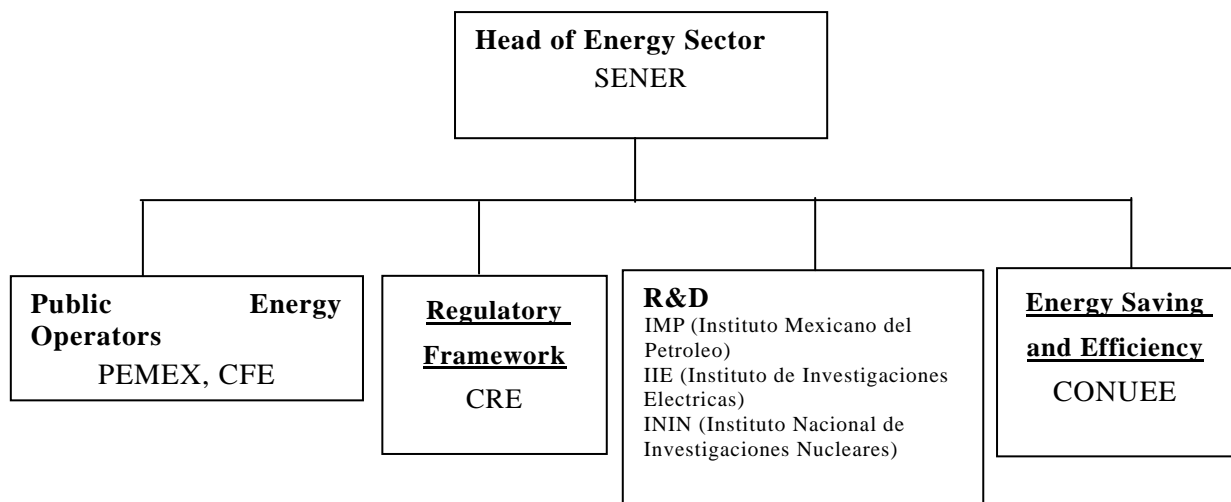 Head of Energy Sector
SENER
Public Energy
Operators
PEMEX, CFE
Regulatory
Framework
CRE
R&D
IMP (Instituto Mexicano del
Petroleo)
IIE (Instituto de Investigaciones
Electricas)
ININ (Instituto Nacional de
Investigaciones Nucleares)
Energy Saving
and Efficiency
CONUEE